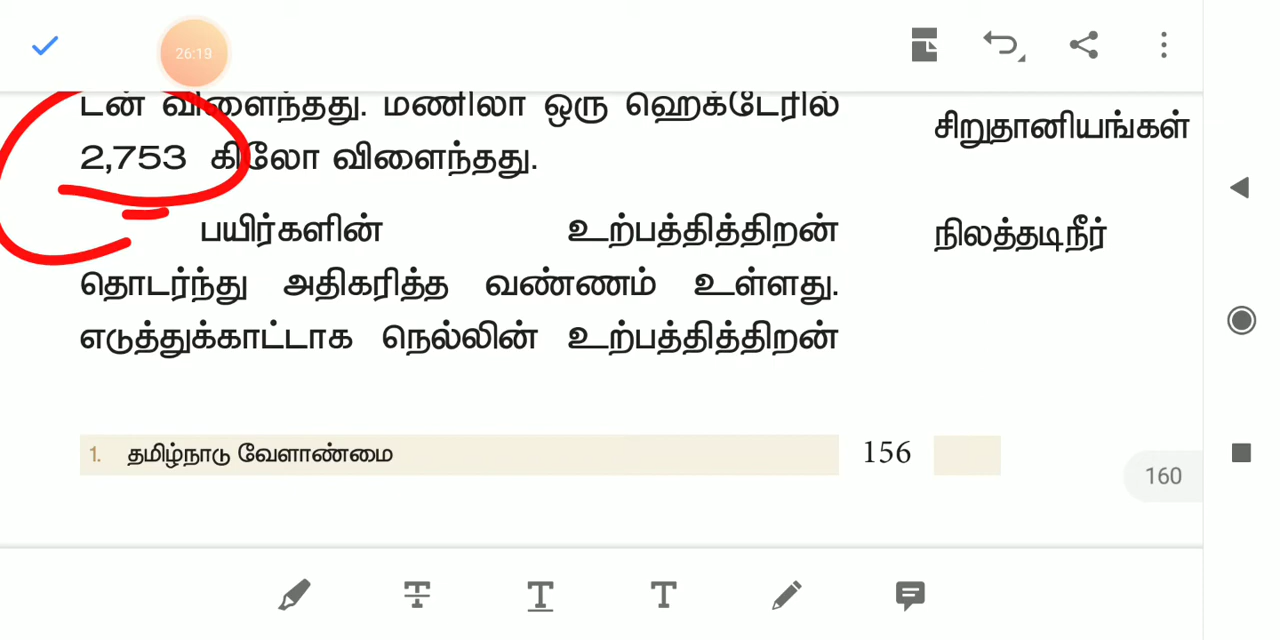 26:19
டன் விளைந்தது. மணிலா ஒரு ஹெக்டேரில்
2,753 கிலோ விளைந்தது.
பயிர்களின் உற்பத்தித்திறன்
தொடர்ந்து அதிகரித்த வண்ணம் உள்ளது.
எடுத்துக்காட்டாக நெல்லின் உற்பத்தித்திறன்
சிறுதானியங்கள்
நிலத்தடிநீர்
1. தமிழ்நாடு வேளாண்மை
156
160